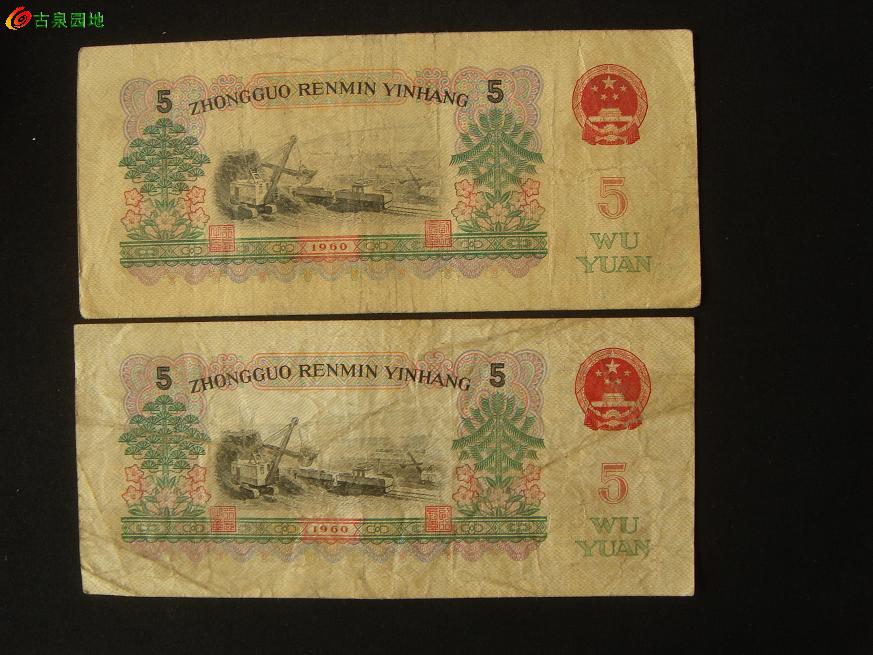 古泉园地
5 ZHONGGUO RENMIN YINHANG 5
5
WU
YUAN
1960
5 ZHONGGUO RENMIN YINHANG 5
5
WU
YUAN
1960